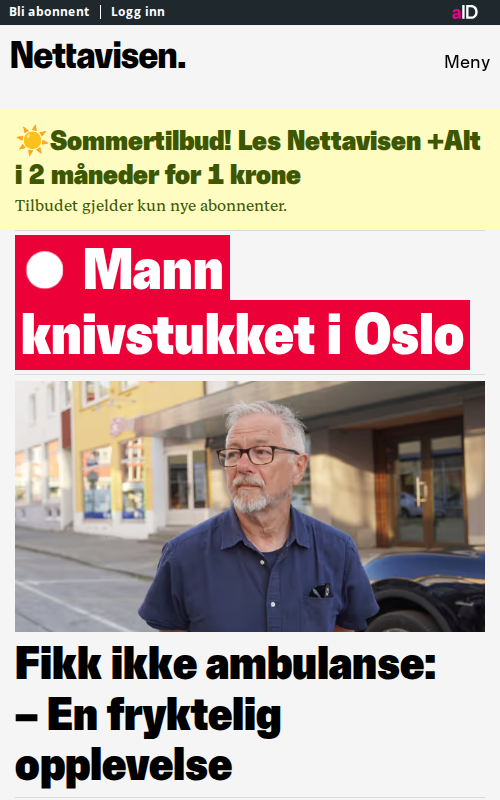 Bli abonnent | Logg inn
aID
Nettavisen.
Meny
☀️Sommertilbud! Les Nettavisen +Alt
i 2 måneder for 1 krone
Tilbudet gjelder kun nye abonnenter.
Mann
knivstukket i Oslo
Fikk ikke ambulanse:
– En fryktelig
opplevelse